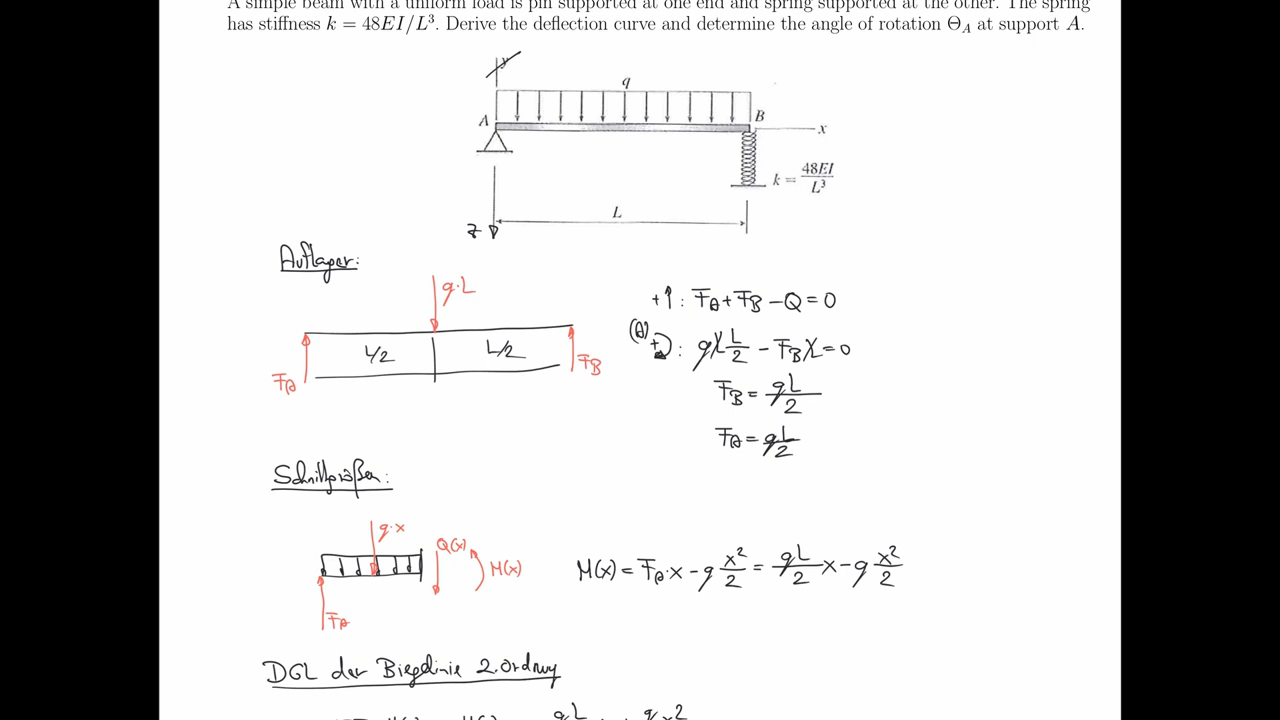 A simple beam with a uniform load is pin supported at one end and spring supported at the other. The spring
has stiffness k = 48EI/L³. Derive the deflection curve and determine the angle of rotation Θ_A at support A.
y
q
A
B
x
k = 48EI/L³
L
z
Auflager:
q·L
L/2
L/2
F_A
F_B
+↑: F_A + F_B − Q = 0
(A) +↷: qL L/2 − F_B L = 0
F_B = qL/2
F_A = qL/2
Schnittgrößen:
q·x
Q(x)
M(x)
F_A
M(x) = F_A·x − q x²/2 = qL/2 x − q x²/2
DGL der Biegelinie 2. Ordnung